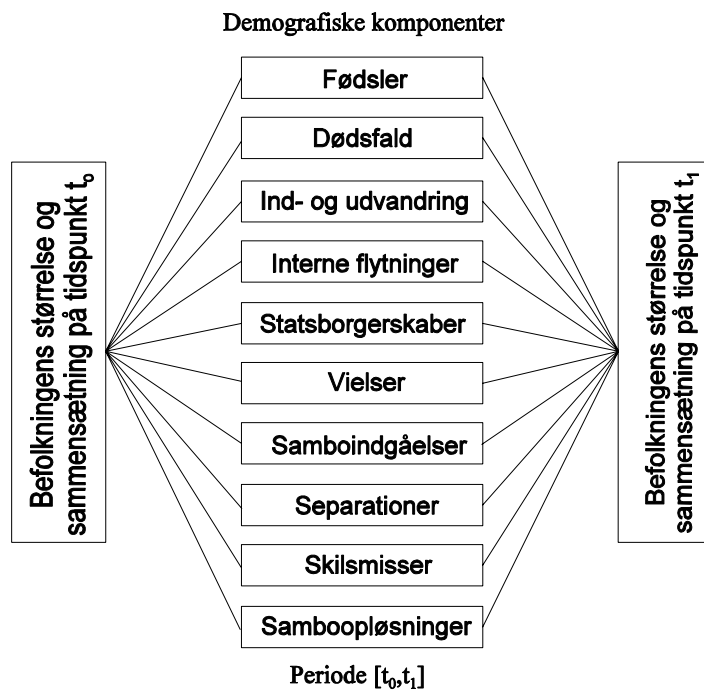 Demografiske komponenter
Befolkningens størrelse og
sammensætning på tidspunkt t₀
Fødsler
Dødsfald
Ind- og udvandring
Interne flytninger
Statsborgerskaber
Vielser
Samboindgåelser
Separationer
Skilsmisser
Samboopløsninger
Befolkningens størrelse og
sammensætning på tidspunkt t₁
Periode [t₀,t₁]